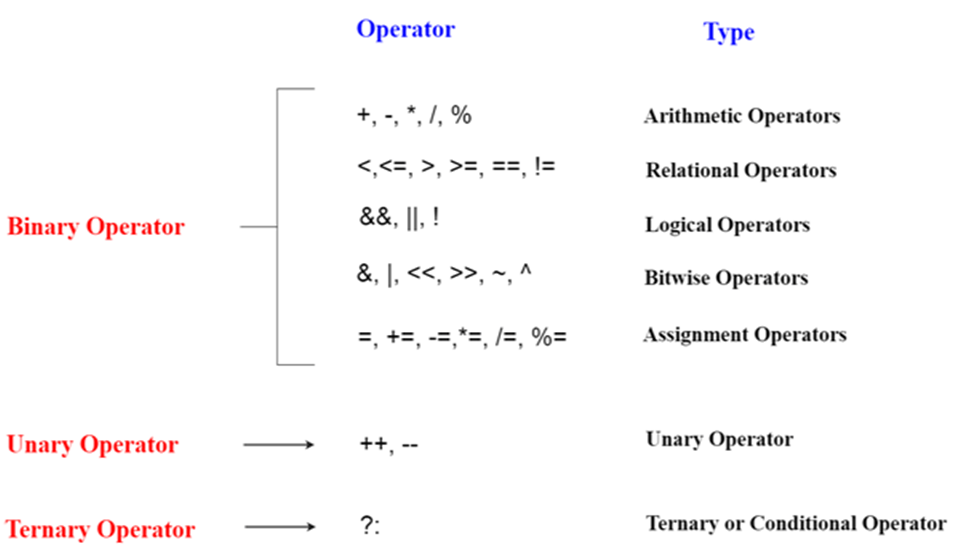 Operator Type
+, -, *, /, % Arithmetic Operators
<,<=, >, >=, ==, != Relational Operators
&&, ||, ! Logical Operators
Binary Operator
&, |, <<, >>, ~, ^ Bitwise Operators
=, +=, -=,*=, /=, %= Assignment Operators
Unary Operator ++, -- Unary Operator
Ternary Operator ?: Ternary or Conditional Operator